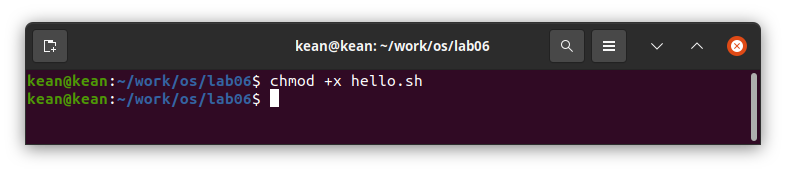 kean@kean: ~/work/os/lab06
kean@kean:~/work/os/lab06$ chmod +x hello.sh
kean@kean:~/work/os/lab06$